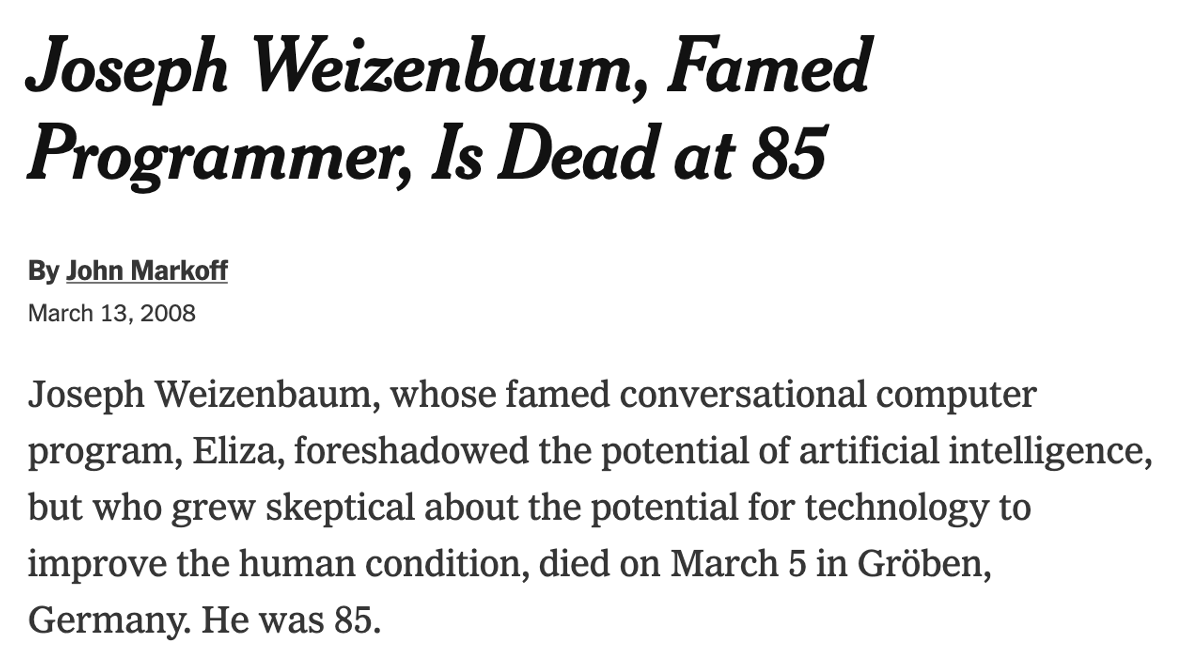 Joseph Weizenbaum, Famed
Programmer, Is Dead at 85
By John Markoff
March 13, 2008
Joseph Weizenbaum, whose famed conversational computer
program, Eliza, foreshadowed the potential of artificial intelligence,
but who grew skeptical about the potential for technology to
improve the human condition, died on March 5 in Gröben,
Germany. He was 85.